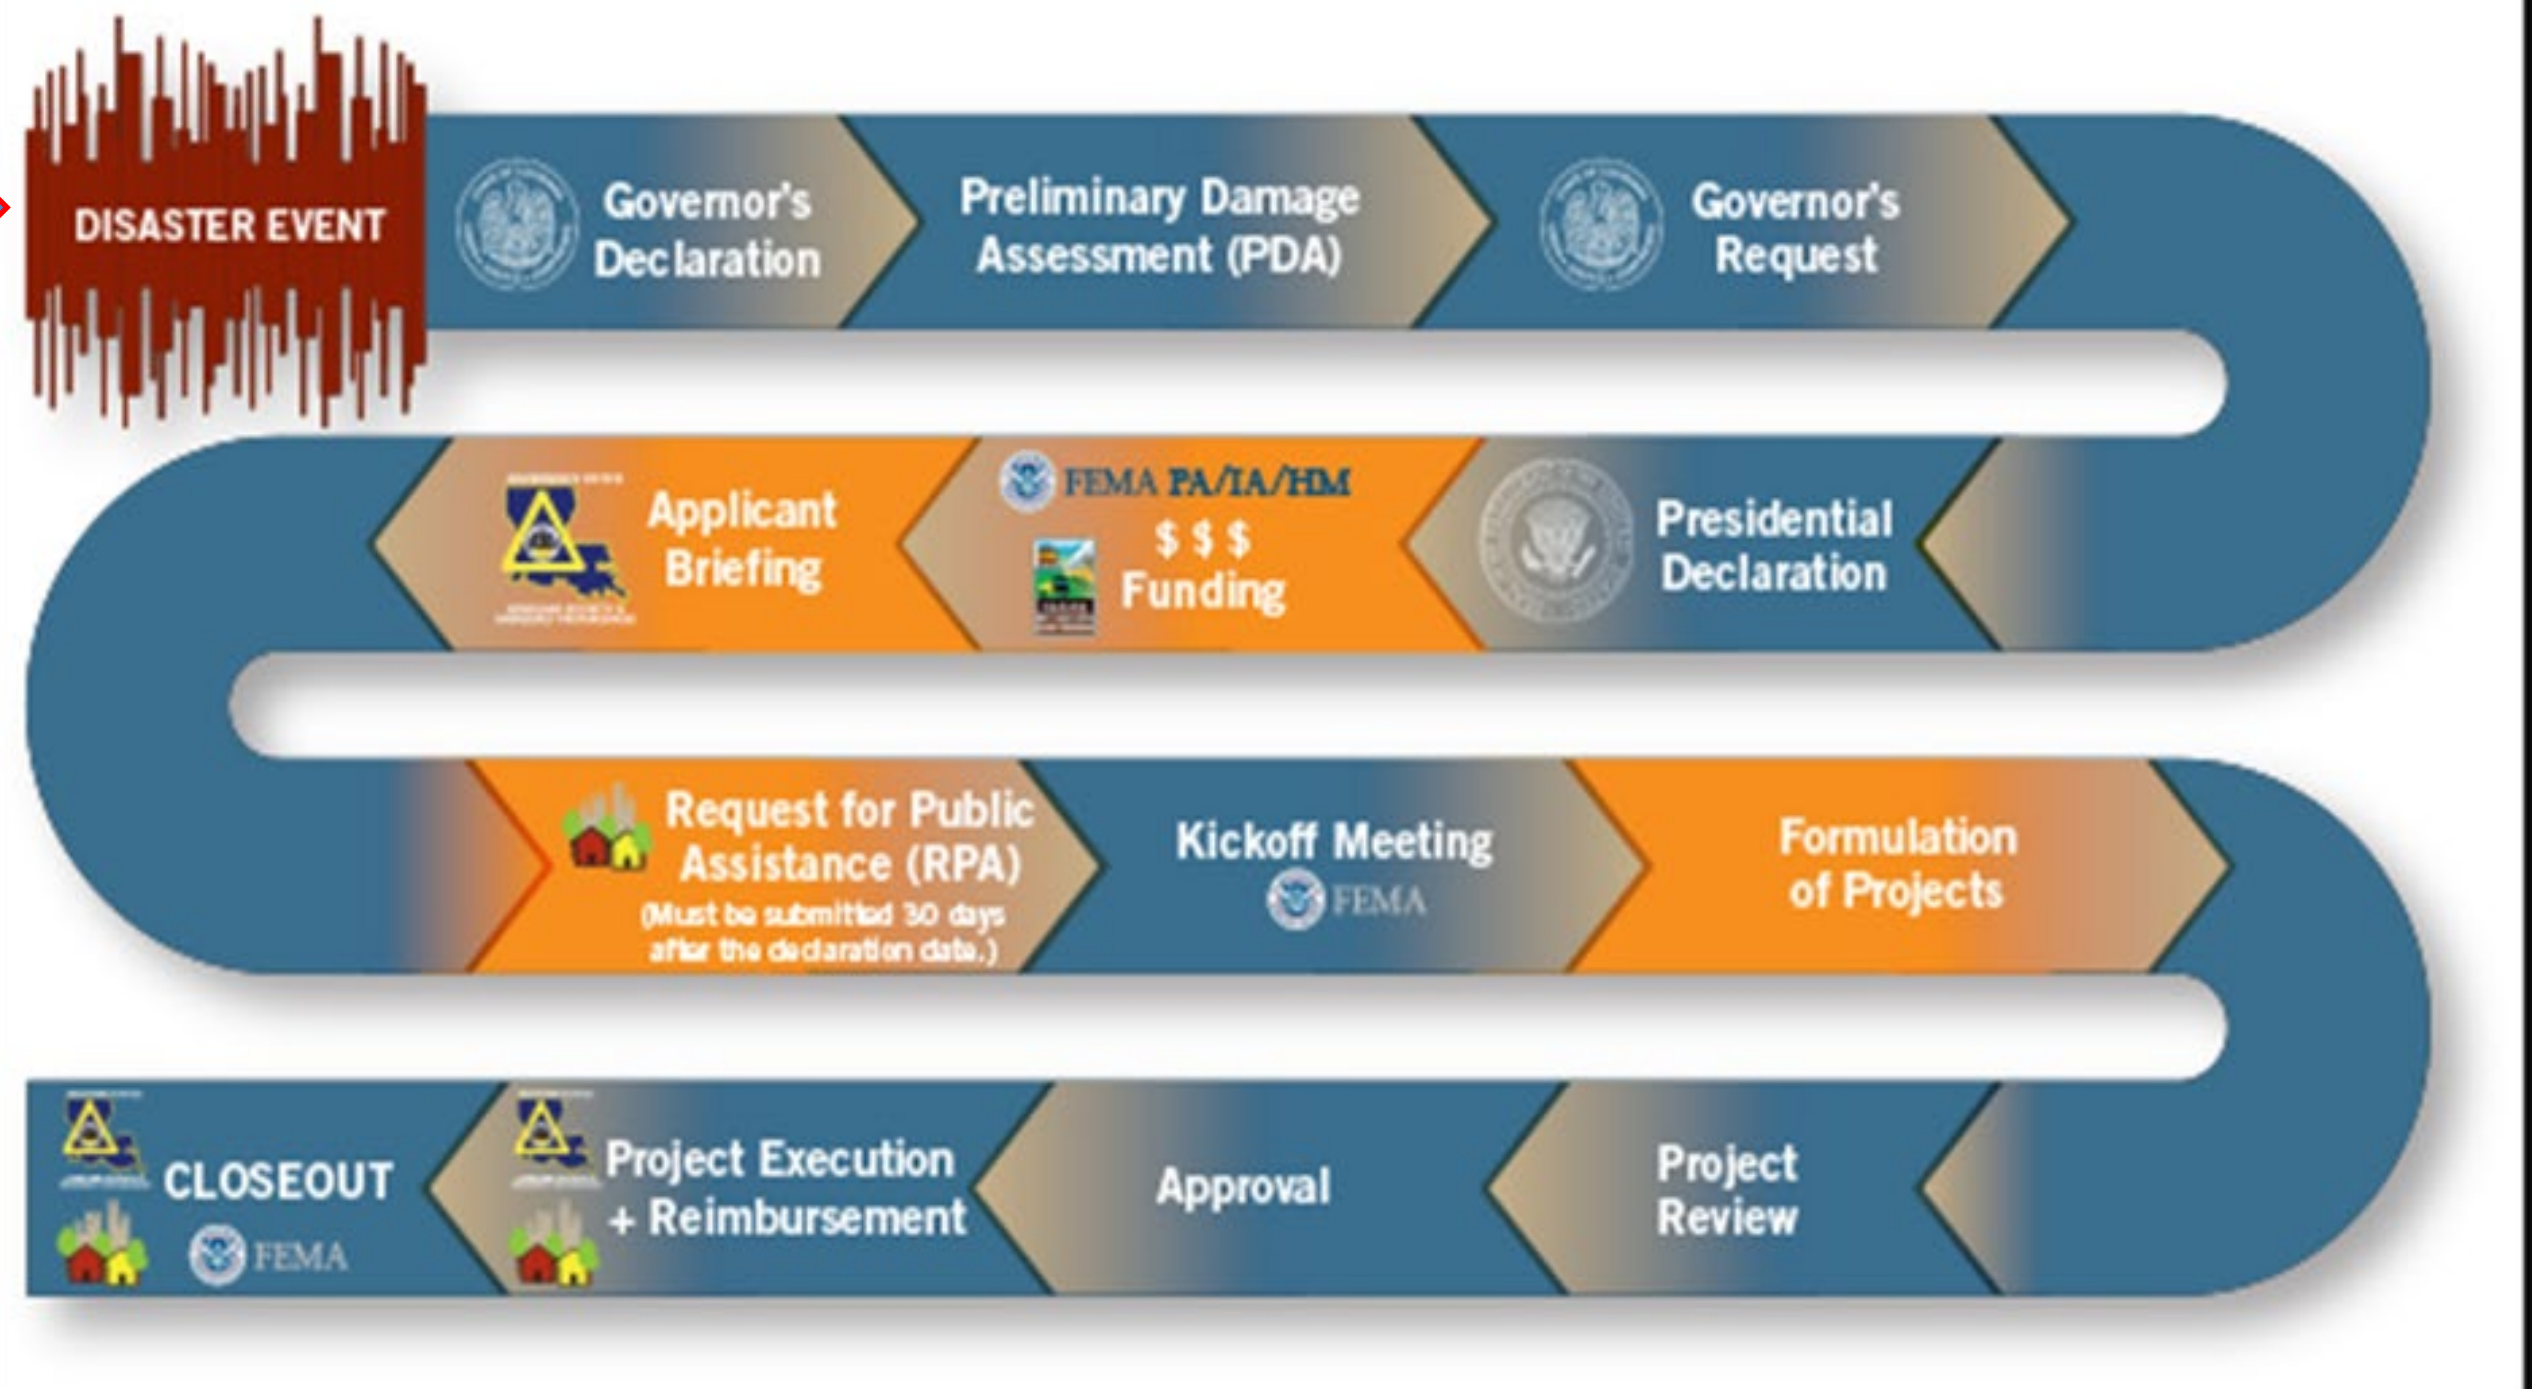 DISASTER EVENT
Governor's
Declaration
Preliminary Damage
Assessment (PDA)
Governor's
Request
Presidential
Declaration
FEMA PA/IA/HM
$ $ $
Funding
Applicant
Briefing
Request for Public
Assistance (RPA)
(Must be submitted 30 days
after the declaration date.)
Kickoff Meeting
FEMA
Formulation
of Projects
Project
Review
Approval
Project Execution
+ Reimbursement
CLOSEOUT
FEMA